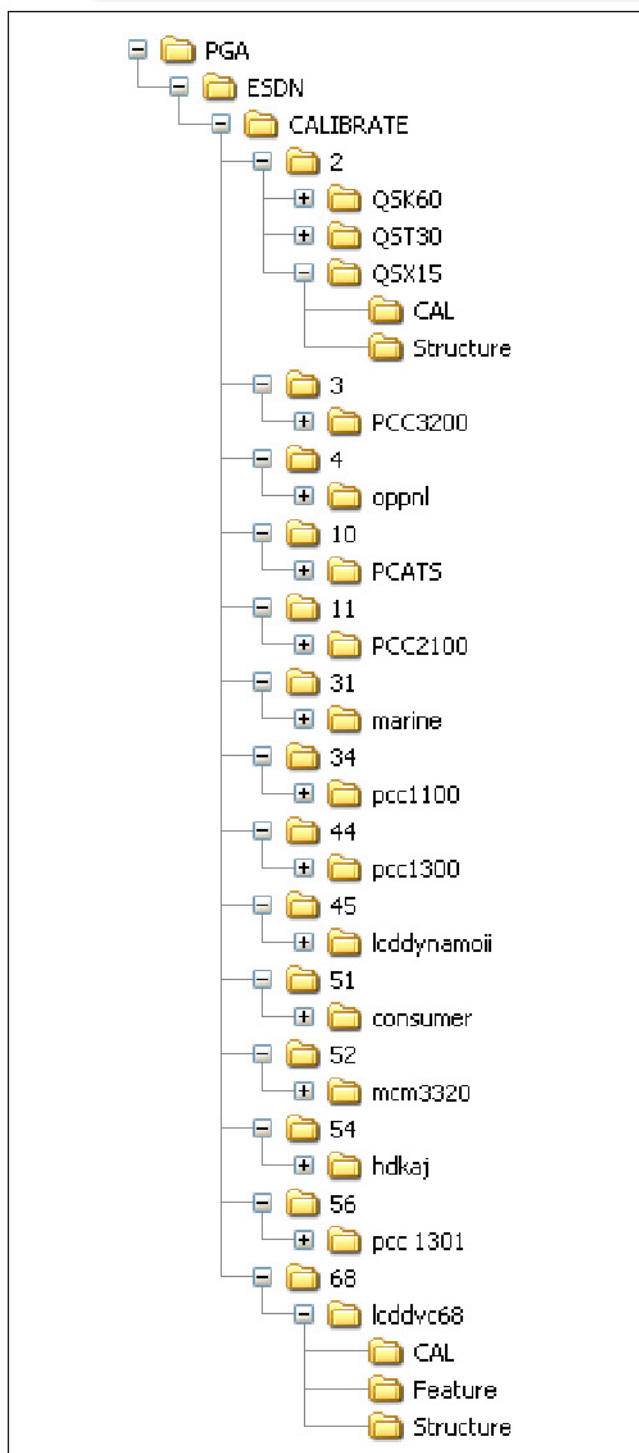 PGA
ESDN
CALIBRATE
2
QSK60
QST30
QSX15
CAL
Structure
3
PCC3200
4
oppnl
10
PCATS
11
PCC2100
31
marine
34
pcc1100
44
pcc1300
45
lcddynamoii
51
consumer
52
mcm3320
54
hdkaj
56
pcc 1301
68
lcddvc68
CAL
Feature
Structure